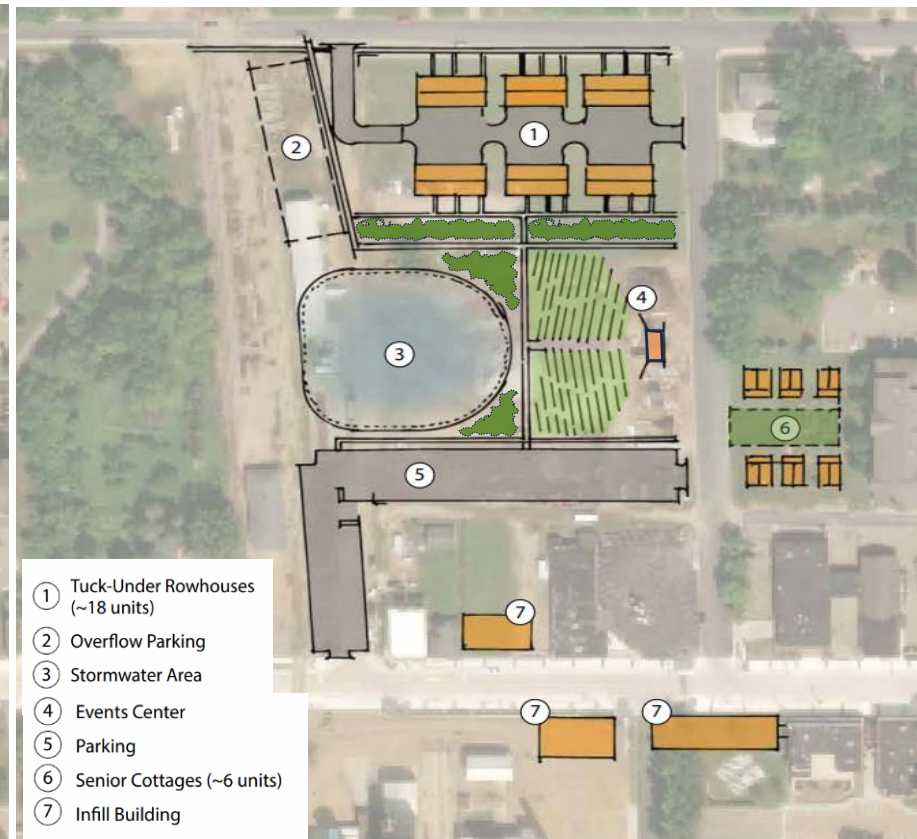 2
1
4
3
6
5
7
7
7
1 Tuck-Under Rowhouses
(~18 units)
2 Overflow Parking
3 Stormwater Area
4 Events Center
5 Parking
6 Senior Cottages (~6 units)
7 Infill Building